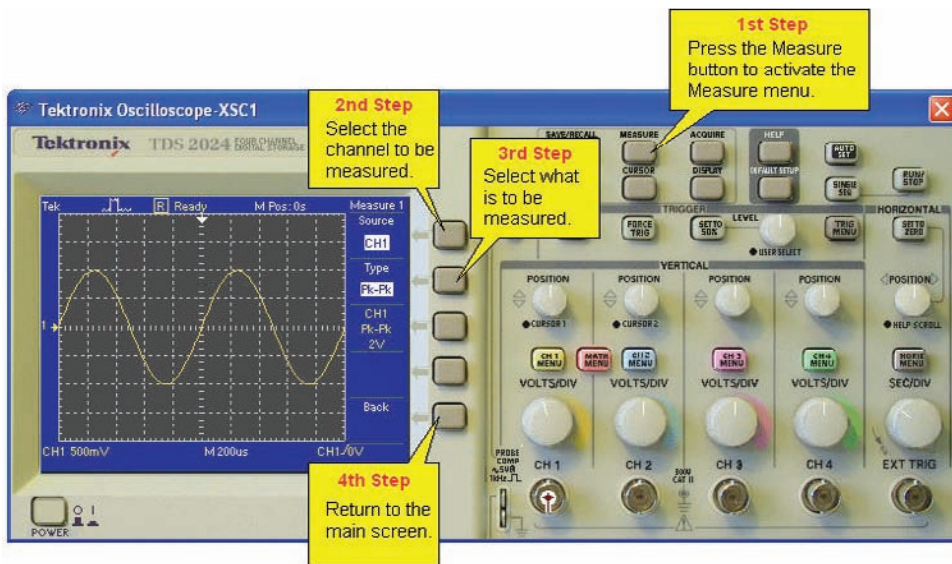 1st Step
Press the Measure
button to activate the
Measure menu.
Tektronix Oscilloscope-XSC1
2nd Step
Select the
channel to be
measured.
3rd Step
Select what
is to be
measured.
Tektronix TDS 2024 FOUR CHANNEL
DIGITAL STORAGE
SAVE/RECALL
MEASURE
ACQUIRE
HELP
AUTO
SET
CURSOR
DISPLAY
DEFAULT SETUP
SINGLE
SEQ
RUN/
STOP
Tek
R
Ready
M Pos: 0s
Measure 1
Source
CH1
Type
Pk-Pk
CH1
Pk-Pk
2V
Back
1
CH1 500mV
M 200us
CH1/0V
TRIGGER
FORCE
TRIG
SET TO
50%
LEVEL
USER SELECT
TRIG
MENU
HORIZONTAL
SET TO
ZERO
VERTICAL
POSITION
POSITION
POSITION
POSITION
POSITION
CURSOR 1
CURSOR 2
HELP SCROLL
CH 1
MENU
MATH
MENU
CH 2
MENU
CH 3
MENU
CH 4
MENU
HORIZ
MENU
VOLTS/DIV
VOLTS/DIV
VOLTS/DIV
VOLTS/DIV
SEC/DIV
PROBE
COMP
~5V@
1kHz
CH 1
CH 2
300V
CAT II
CH 3
CH 4
EXT TRIG
4th Step
Return to the
main screen.
POWER